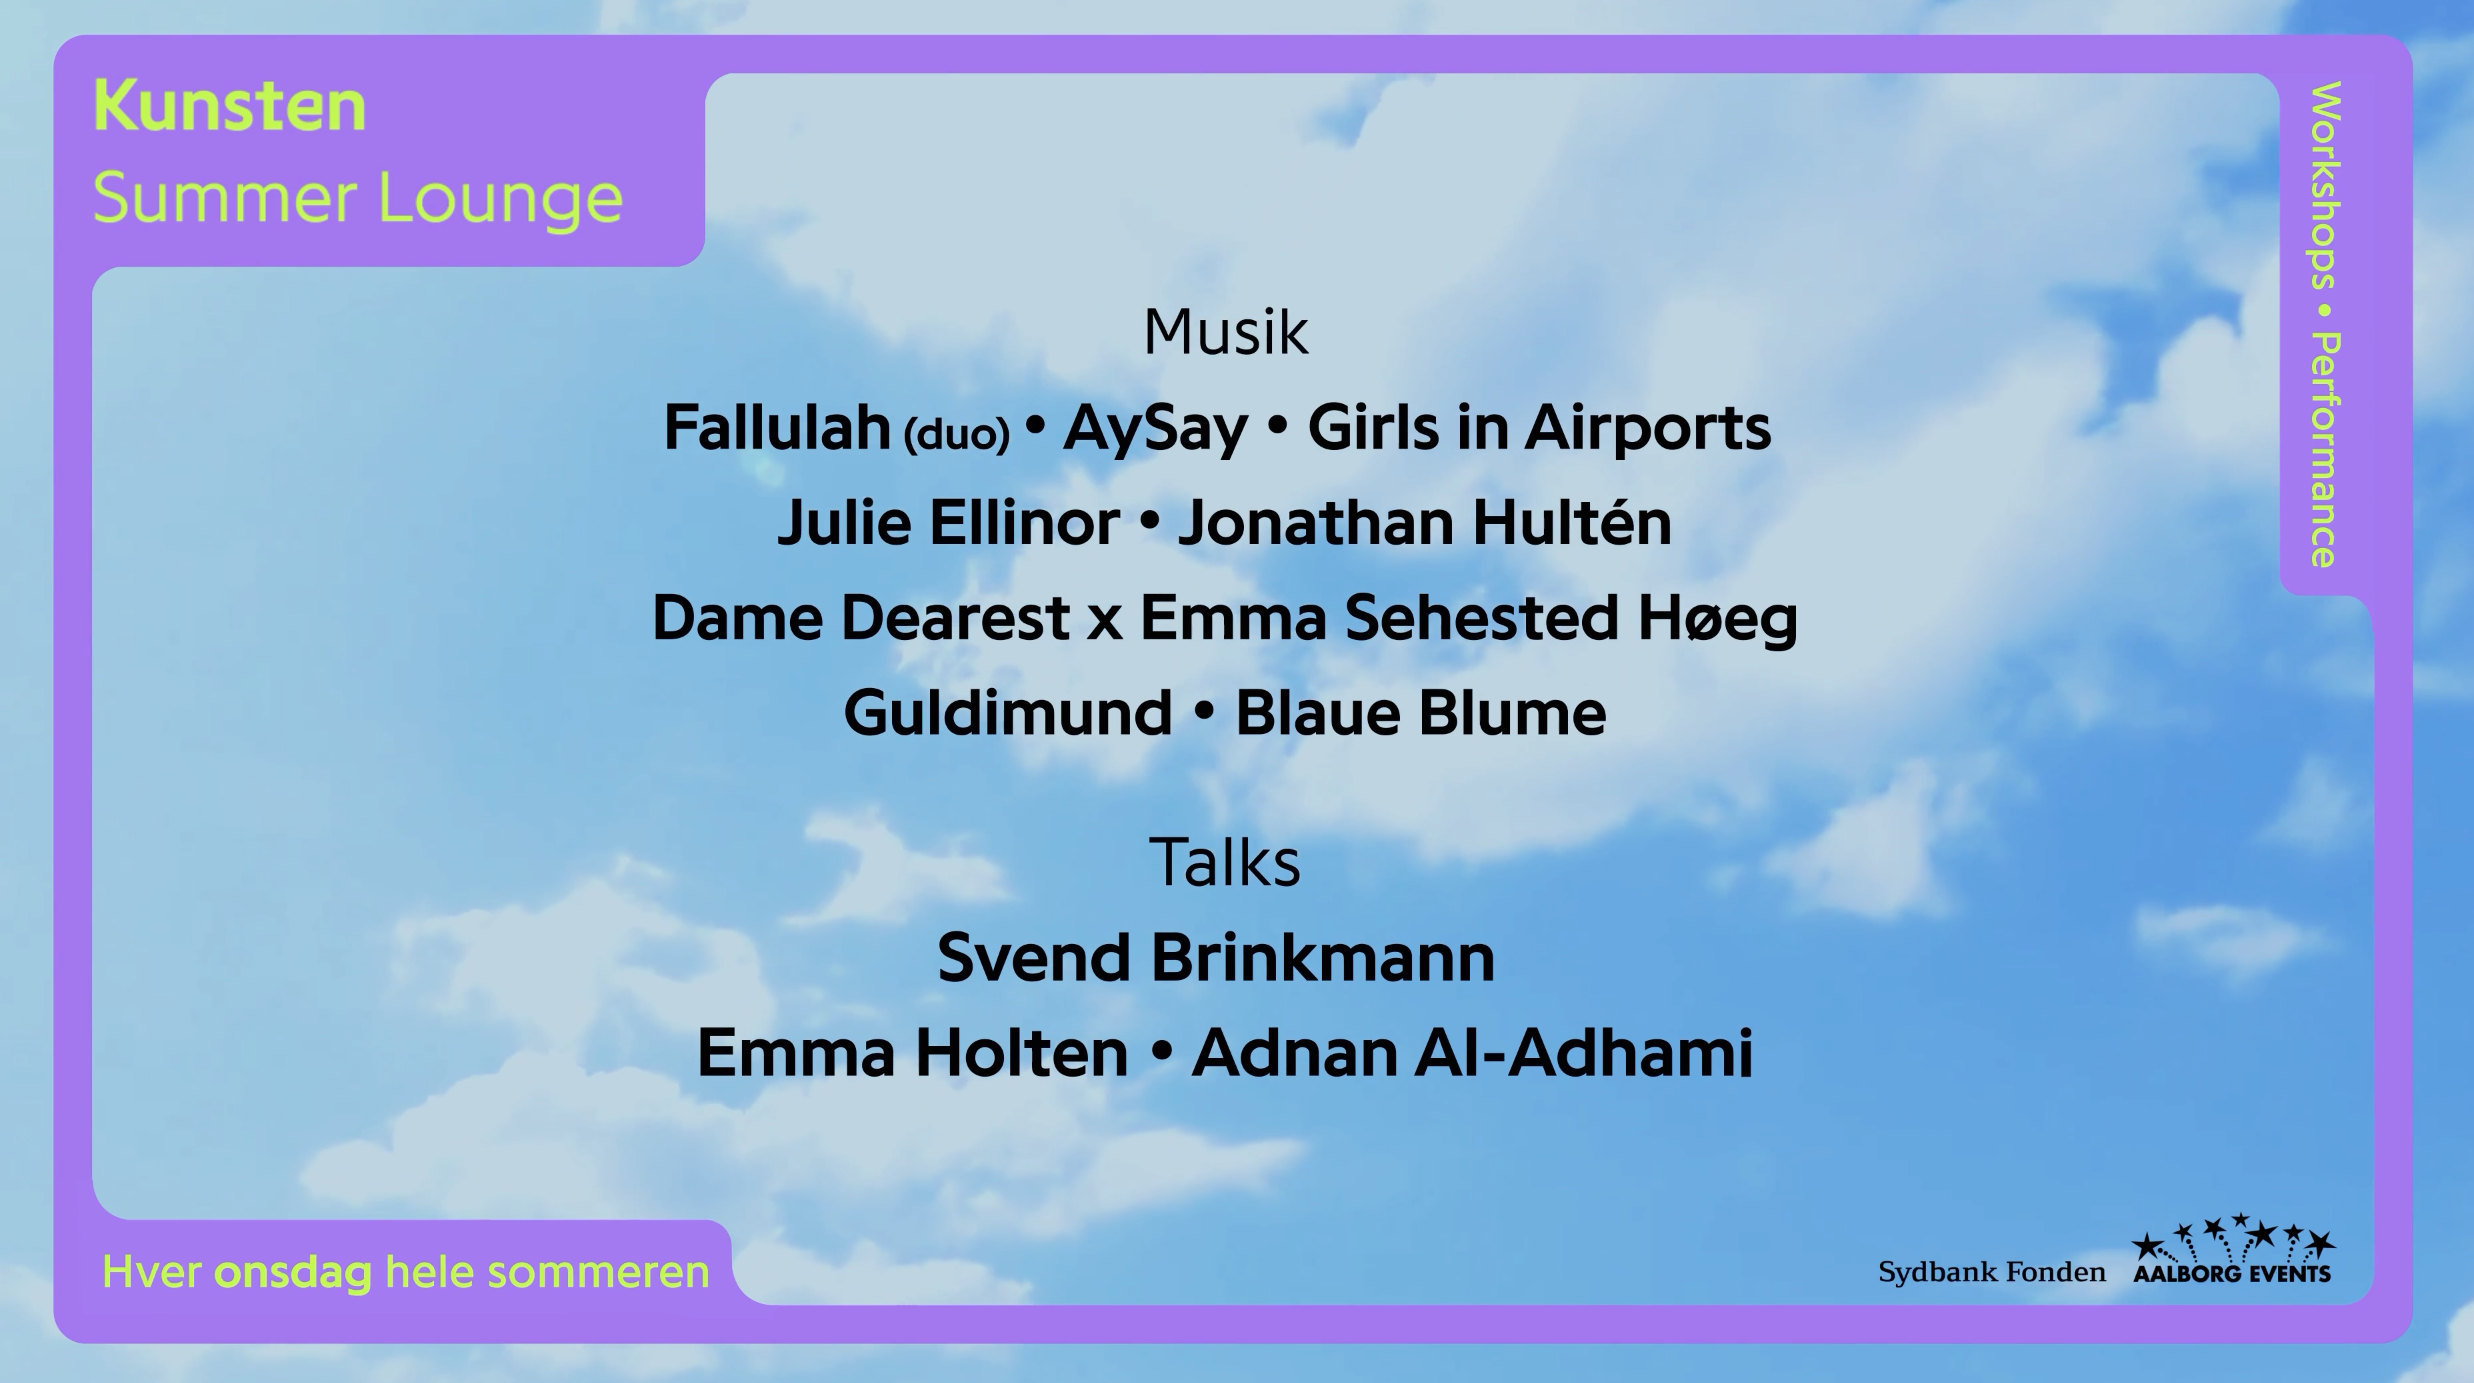 Kunsten
Summer Lounge
Workshops • Performance
Musik
Fallulah (duo) • AySay • Girls in Airports
Julie Ellinor • Jonathan Hultén
Dame Dearest x Emma Sehested Høeg
Guldimund • Blaue Blume
Talks
Svend Brinkmann
Emma Holten • Adnan Al-Adhami
Hver onsdag hele sommeren
Sydbank Fonden
AALBORG EVENTS